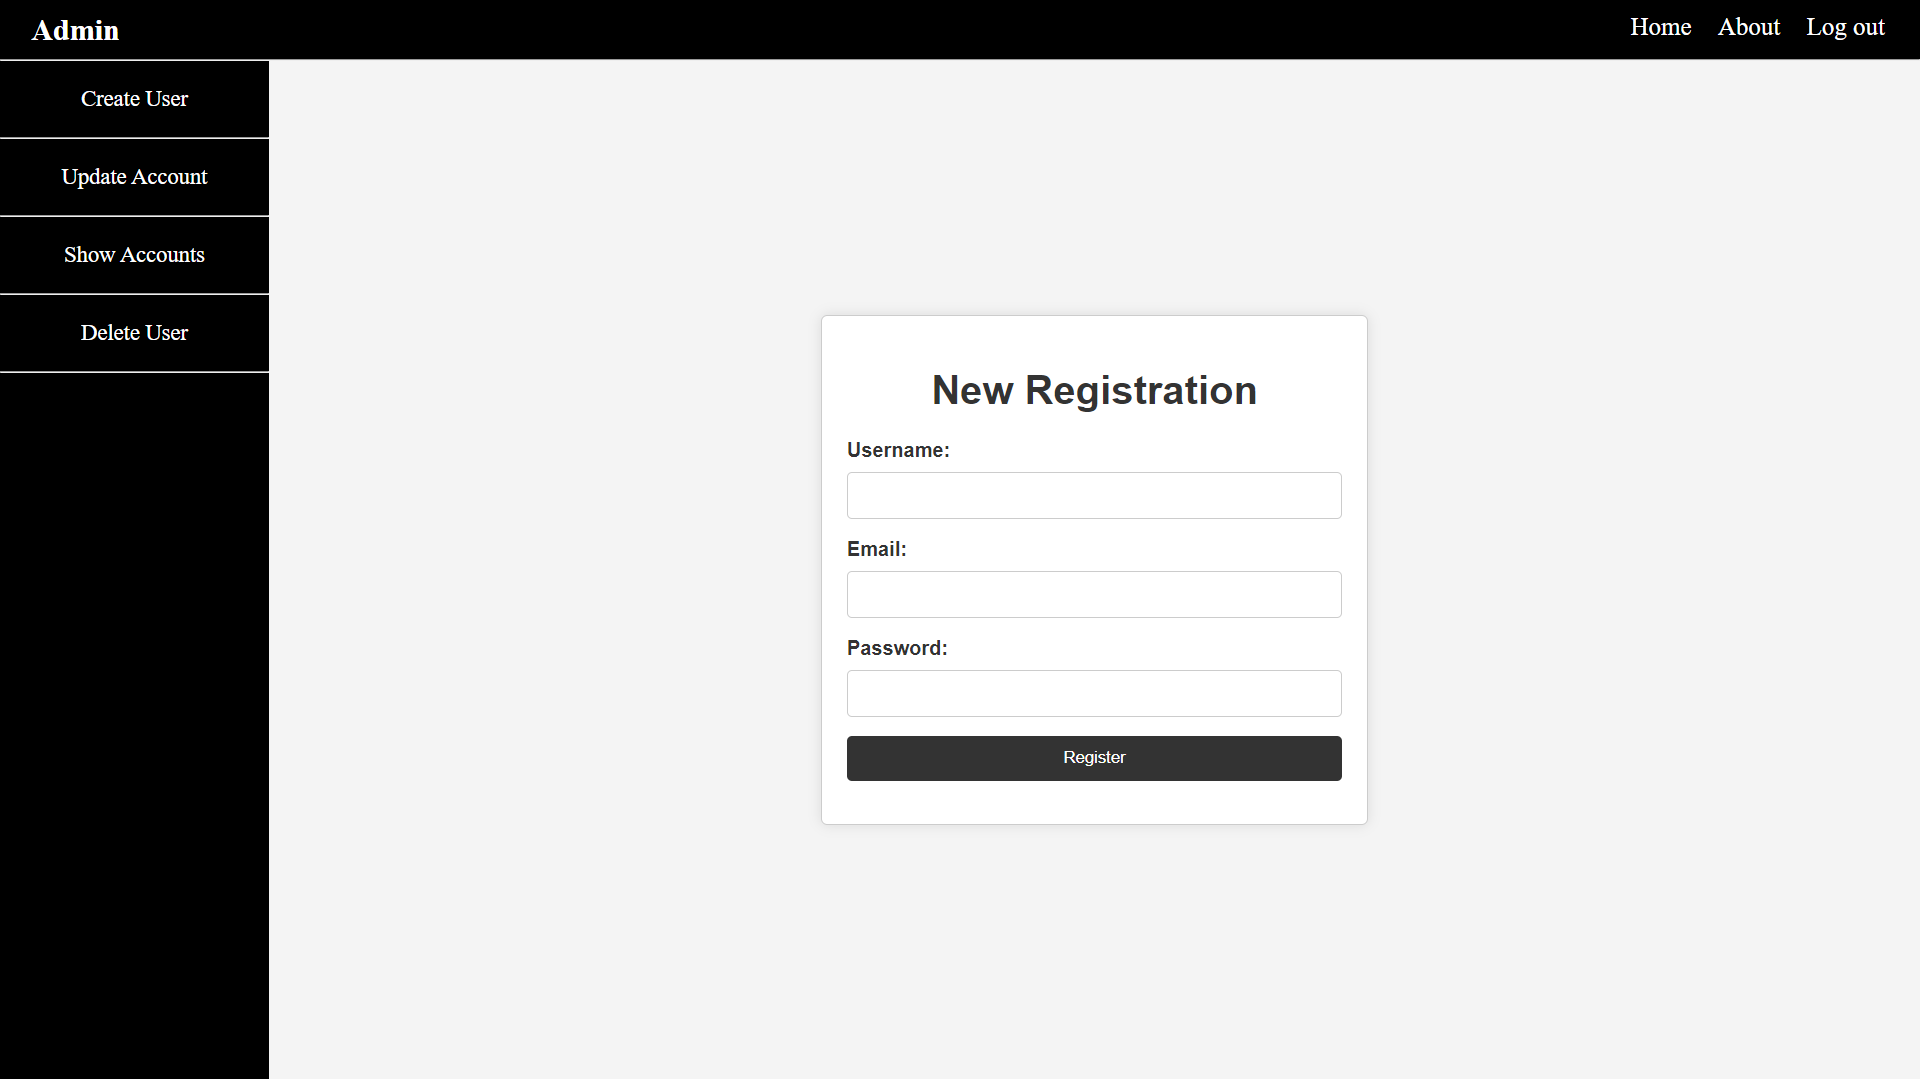 Admin
Home About Log out
Create User
Update Account
Show Accounts
Delete User
New Registration
Username:
Email:
Password:
Register